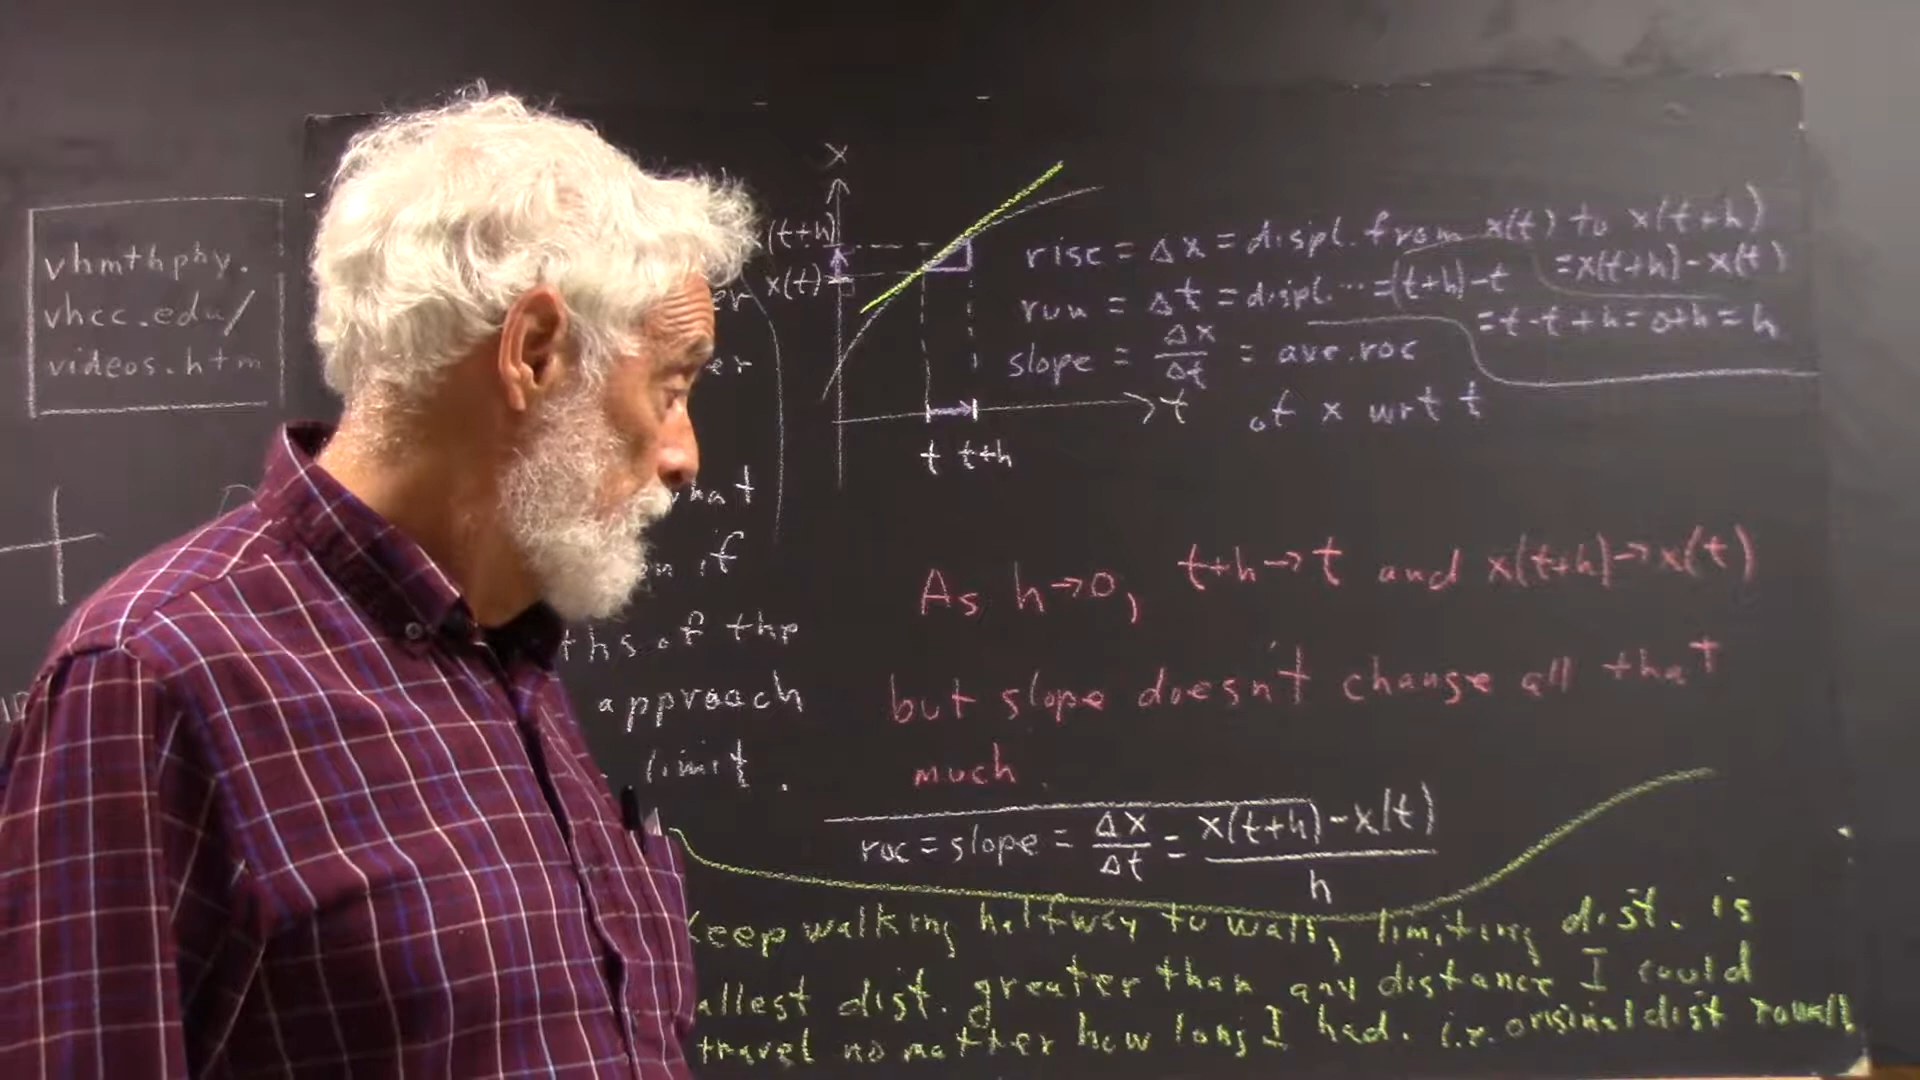 vhmthphy.
vhcc.edu/
videos.htm
x
x(t+h)
x(t)
t
t t+h
rise = Δx = displ. from x(t) to x(t+h)
= x(t+h) - x(t)
run = Δt = displ. ... = (t+h) - t
= t - t + h = 0 + h = h
slope = Δx/Δt = ave. roc
of x wrt t
er
er
what
if
ths of the
approach
limit.
As h→0, t+h→t and x(t+h)→x(t)
but slope doesn't change all that
much.
roc = slope = Δx/Δt = x(t+h) - x(t) / h
keep walking halfway to wall, limiting dist. is
allest dist. greater than any distance I could
travel no matter how long I had. i.e. original dist to wall